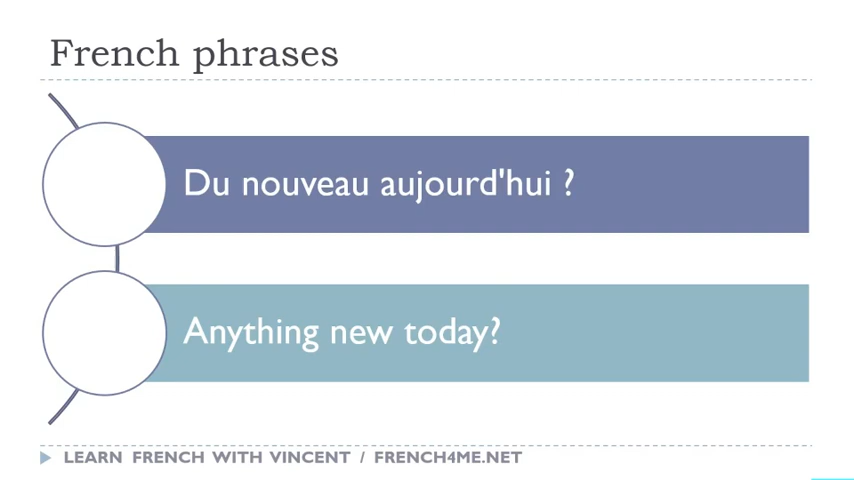 French phrases
Du nouveau aujourd'hui ?
Anything new today?
LEARN FRENCH WITH VINCENT / FRENCH4ME.NET